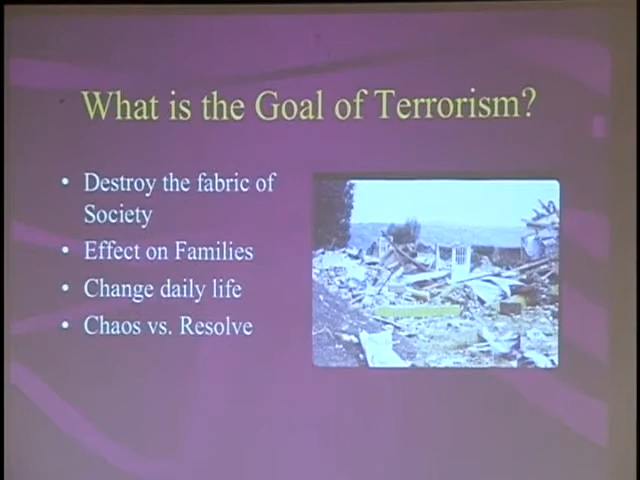 What is the Goal of Terrorism?
• Destroy the fabric of
Society
• Effect on Families
• Change daily life
• Chaos vs. Resolve